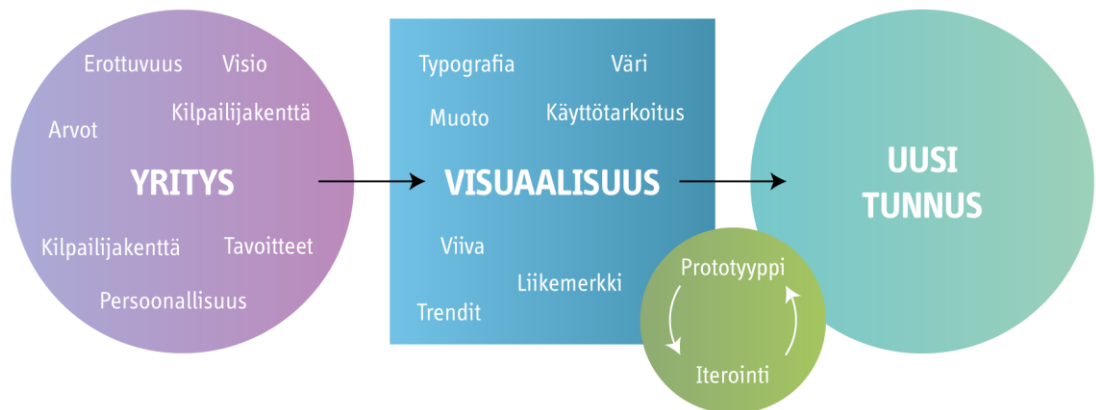 Erottuvuus
Visio
Kilpailijakenttä
Arvot
YRITYS
Kilpailijakenttä
Tavoitteet
Persoonallisuus
Typografia
Väri
Muoto
Käyttötarkoitus
VISUAALISUUS
Viiva
Liikemerkki
Trendit
Prototyyppi
Iterointi
UUSI
TUNNUS